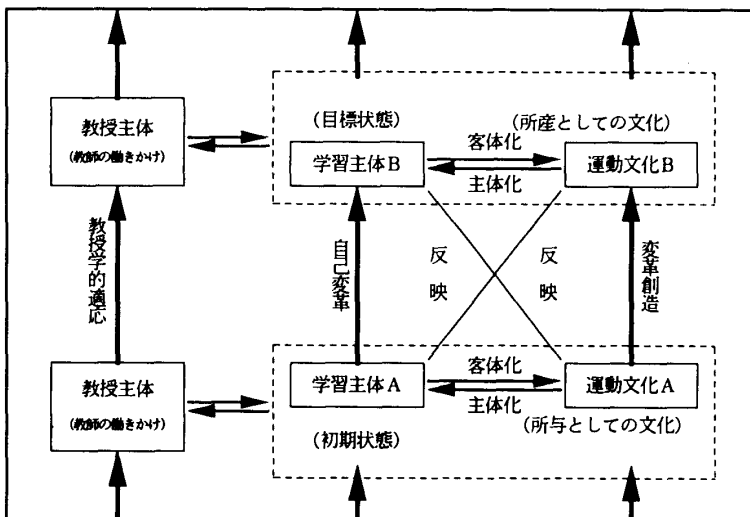 教授主体
(教師の働きかけ)
(目標状態)
学習主体B
客体化
主体化
(所産としての文化)
運動文化B
教授学的適応
自己変革
反映
反映
変革創造
教授主体
(教師の働きかけ)
学習主体A
(初期状態)
客体化
主体化
運動文化A
(所与としての文化)